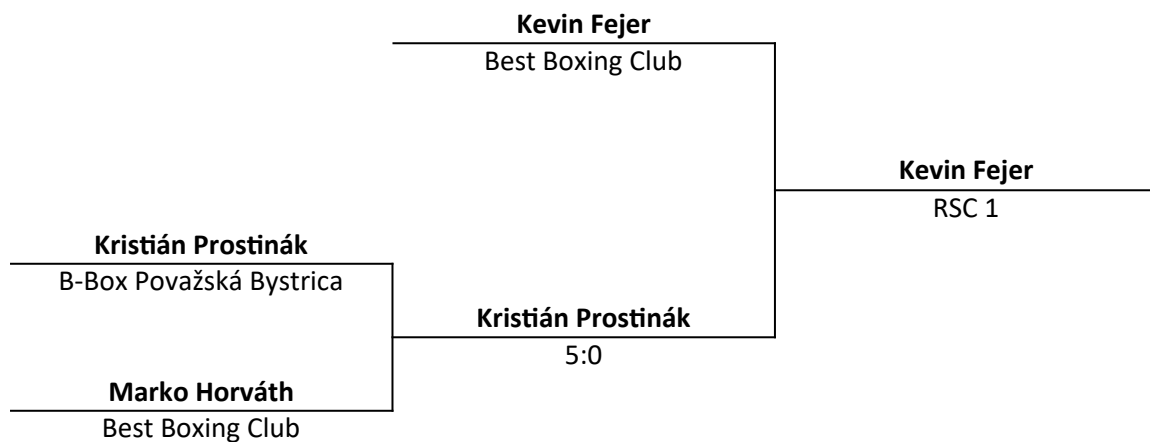 Kevin Fejer
Best Boxing Club
Kevin Fejer
RSC 1
Kristián Prostinák
B-Box Považská Bystrica
Kristián Prostinák
5:0
Marko Horváth
Best Boxing Club